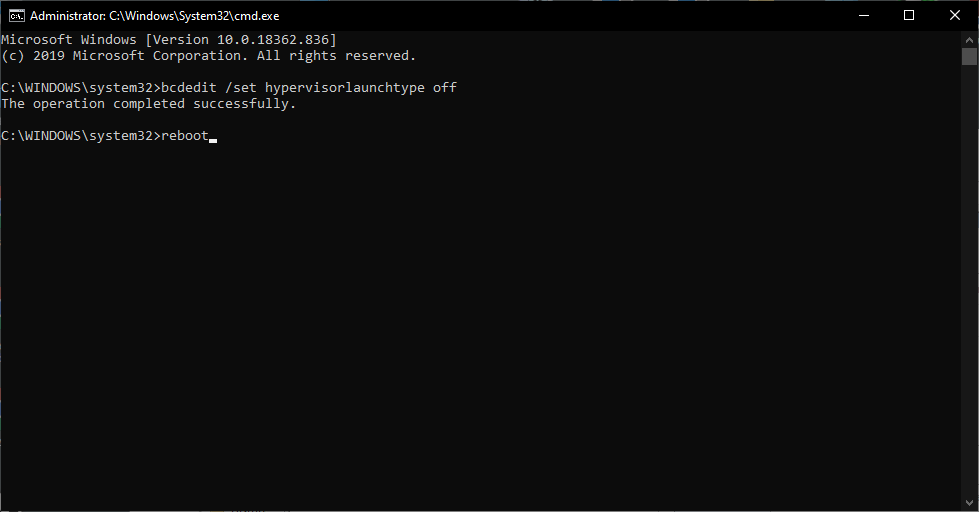 Administrator: C:\Windows\System32\cmd.exe
Microsoft Windows [Version 10.0.18362.836]
(c) 2019 Microsoft Corporation. All rights reserved.
C:\WINDOWS\system32>bcdedit /set hypervisorlaunchtype off
The operation completed successfully.
C:\WINDOWS\system32>reboot